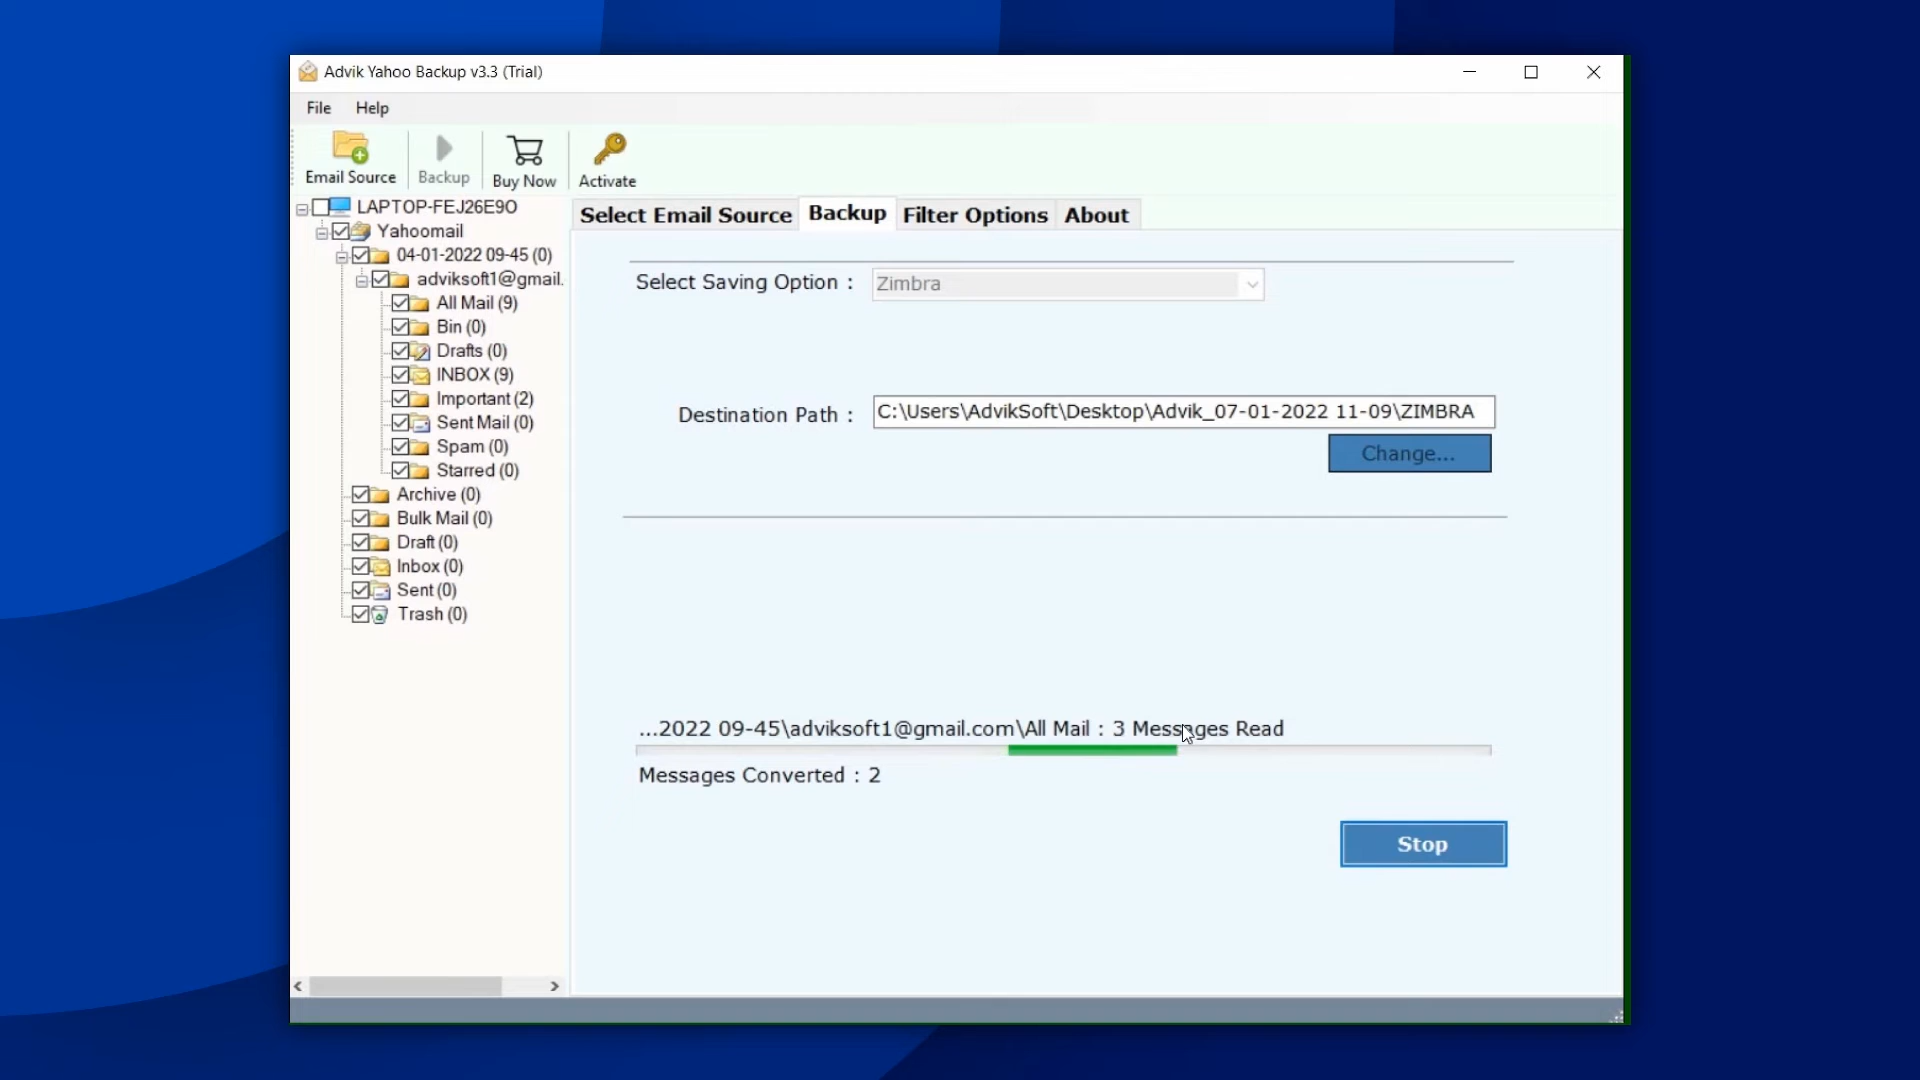 Advik Yahoo Backup v3.3 (Trial)
File Help
Email Source Backup Buy Now Activate
LAPTOP-FEJ26E9O
Yahoomail
04-01-2022 09-45 (0)
adviksoft1@gmail.
All Mail (9)
Bin (0)
Drafts (0)
INBOX (9)
Important (2)
Sent Mail (0)
Spam (0)
Starred (0)
Archive (0)
Bulk Mail (0)
Draft (0)
Inbox (0)
Sent (0)
Trash (0)
Select Email Source Backup Filter Options About
Select Saving Option : Zimbra
Destination Path : C:\Users\AdvikSoft\Desktop\Advik_07-01-2022 11-09\ZIMBRA
Change...
...2022 09-45\adviksoft1@gmail.com\All Mail : 3 Messages Read
Messages Converted : 2
Stop